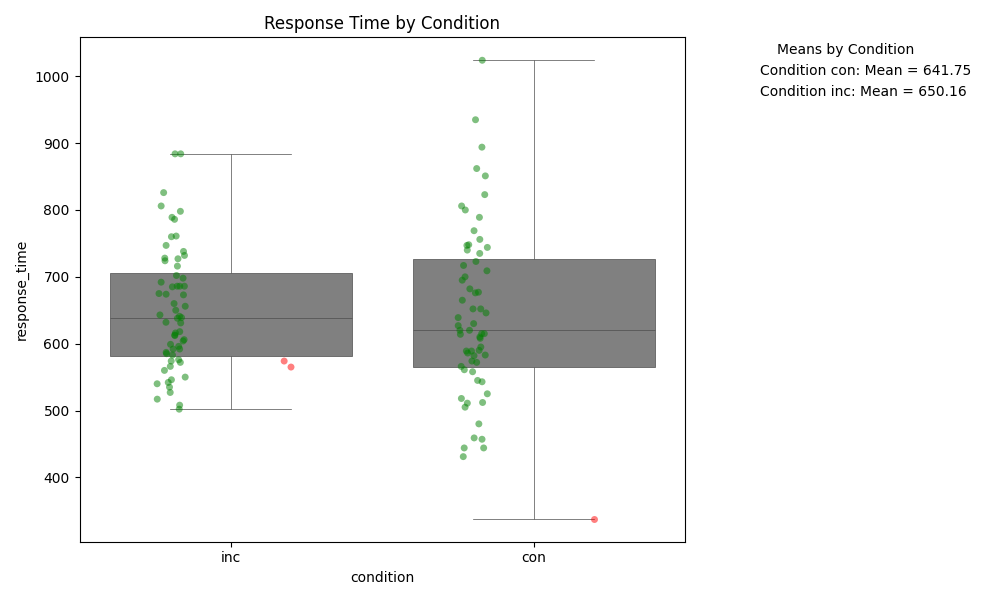 Response Time by Condition
Means by Condition
Condition con: Mean = 641.75
Condition inc: Mean = 650.16
response_time
1000
900
800
700
600
500
400
inc con
condition